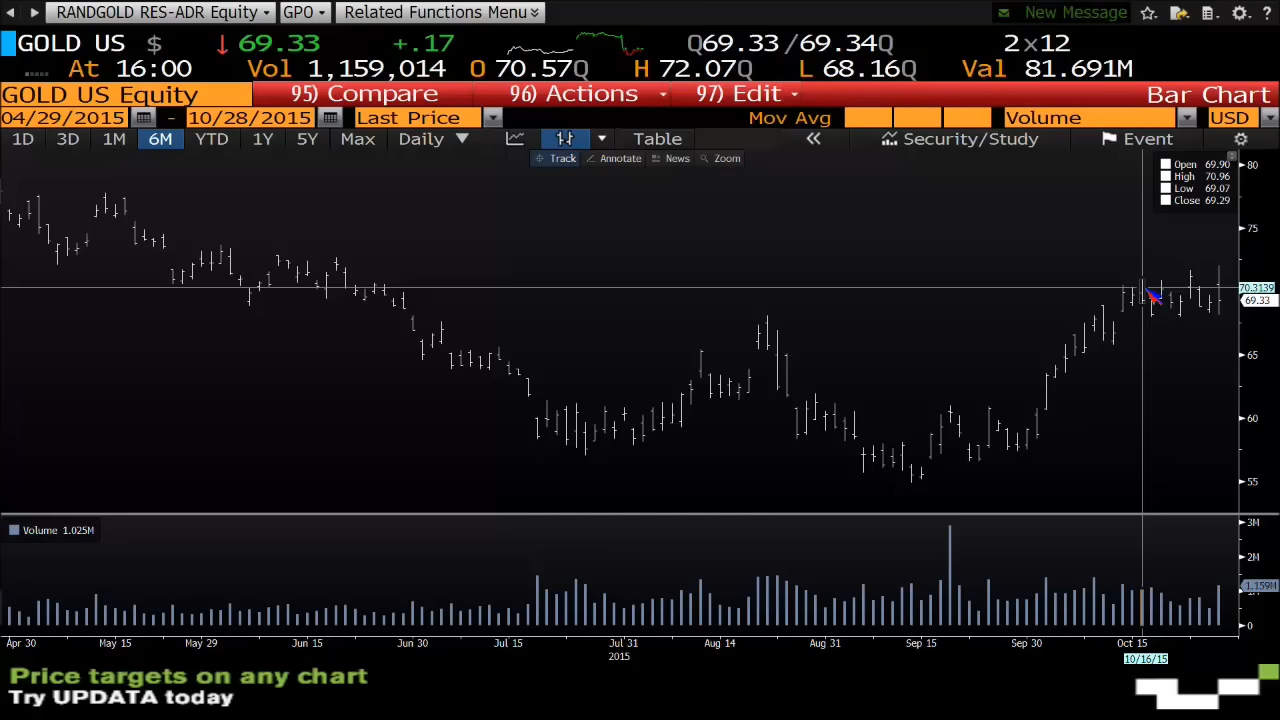 RANDGOLD RES-ADR Equity GPO Related Functions Menu New Message ?
GOLD US $ 69.33 +.17 Q69.33 /69.34Q 2×12
At 16:00 Vol 1,159,014 O 70.57Q H 72.07Q L 68.16Q Val 81.691M
GOLD US Equity 95) Compare 96) Actions 97) Edit Bar Chart
04/29/2015 - 10/28/2015 Last Price Mov Avg Volume USD
1D 3D 1M 6M YTD 1Y 5Y Max Daily Table « Security/Study Event
Track Annotate News Zoom
Open 69.90
High 70.96
Low 69.07
Close 69.29
80
75
70.3139
69.33
65
60
55
Volume 1.025M
3M
2M
1.159M
0
Apr 30 May 15 May 29 Jun 15 Jun 30 Jul 15 Jul 31 Aug 14 Aug 31 Sep 15 Sep 30 Oct 15
2015
10/16/15
Price targets on any chart
Try UPDATA today